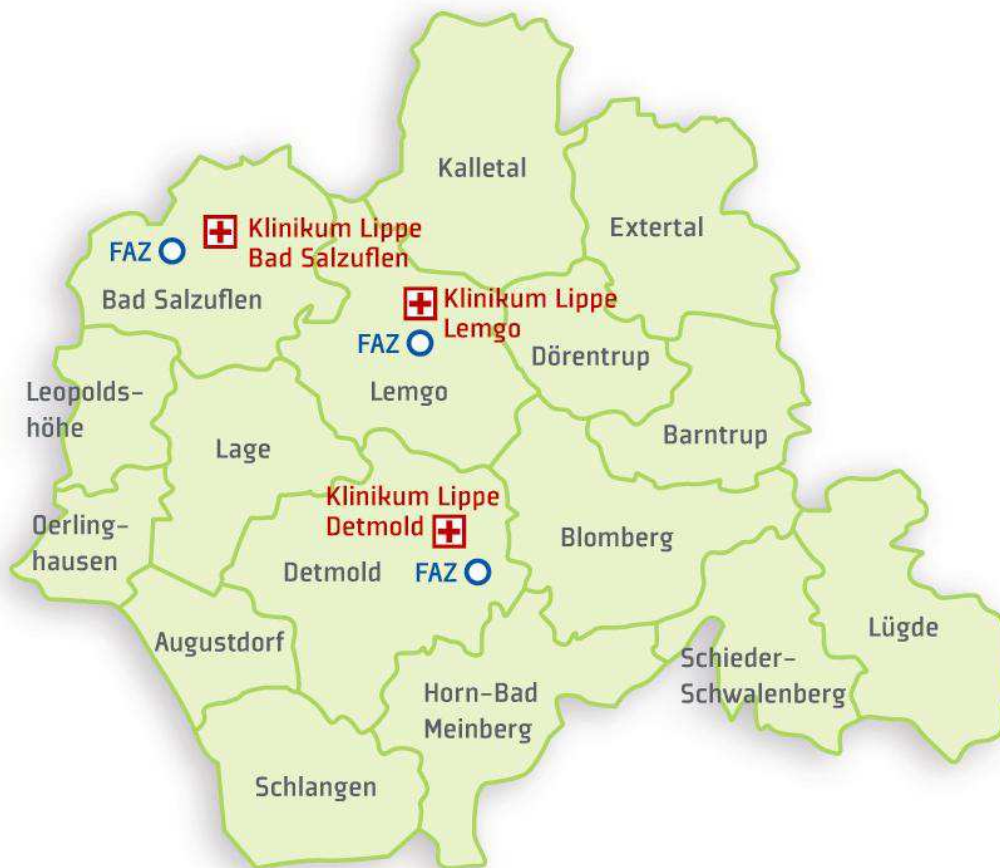 Kalletal
Extertal
Klinikum Lippe
Bad Salzuflen
FAZ
Bad Salzuflen
Klinikum Lippe
Lemgo
FAZ
Lemgo
Dörentrup
Leopolds-
höhe
Lage
Barntrup
Klinikum Lippe
Detmold
Oerling-
hausen
Blomberg
Detmold
FAZ
Augustdorf
Lügde
Schieder-
Schwalenberg
Horn-Bad
Meinberg
Schlangen